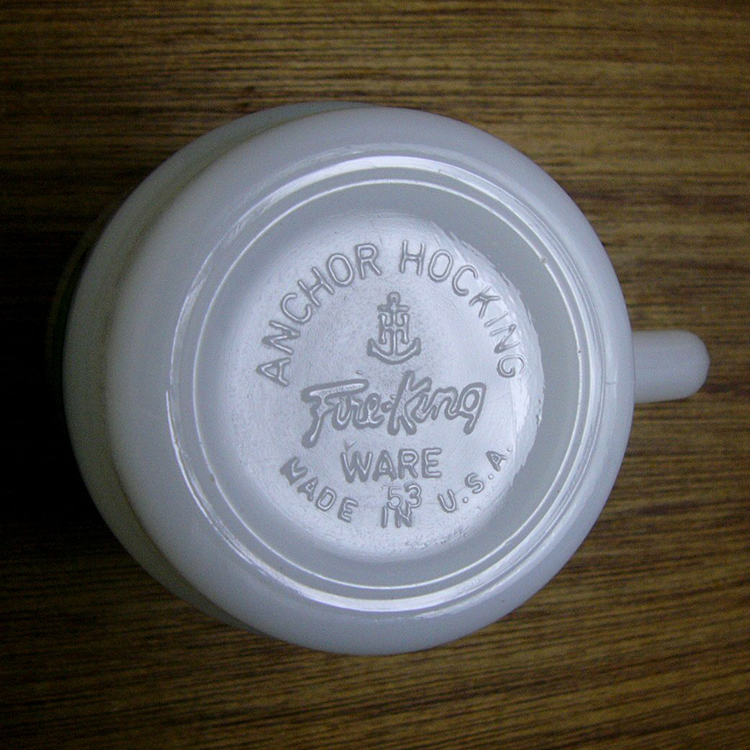 ANCHOR HOCKING
H
Fire-King
WARE
53
MADE IN U.S.A.